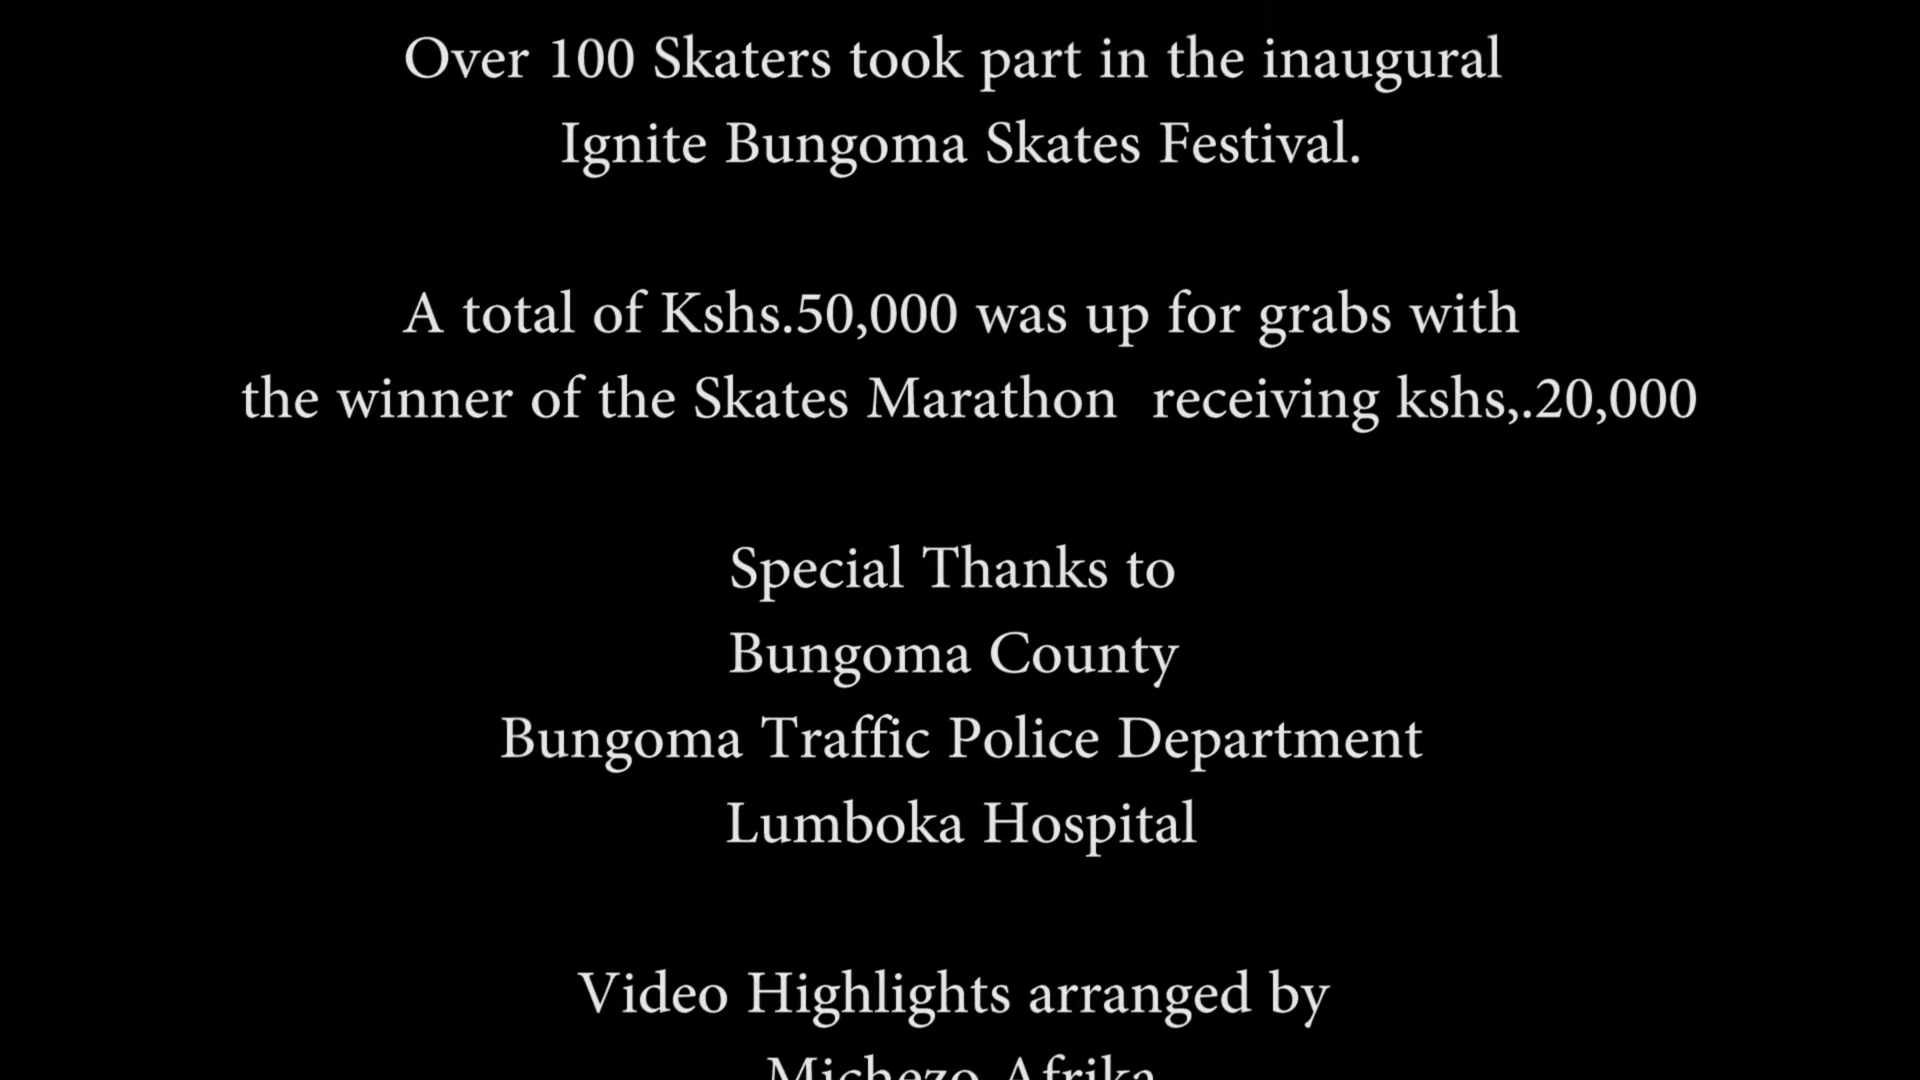 Over 100 Skaters took part in the inaugural
Ignite Bungoma Skates Festival.
A total of Kshs.50,000 was up for grabs with
the winner of the Skates Marathon  receiving kshs,.20,000
Special Thanks to
Bungoma County
Bungoma Traffic Police Department
Lumboka Hospital
Video Highlights arranged by
Michezo Afrika